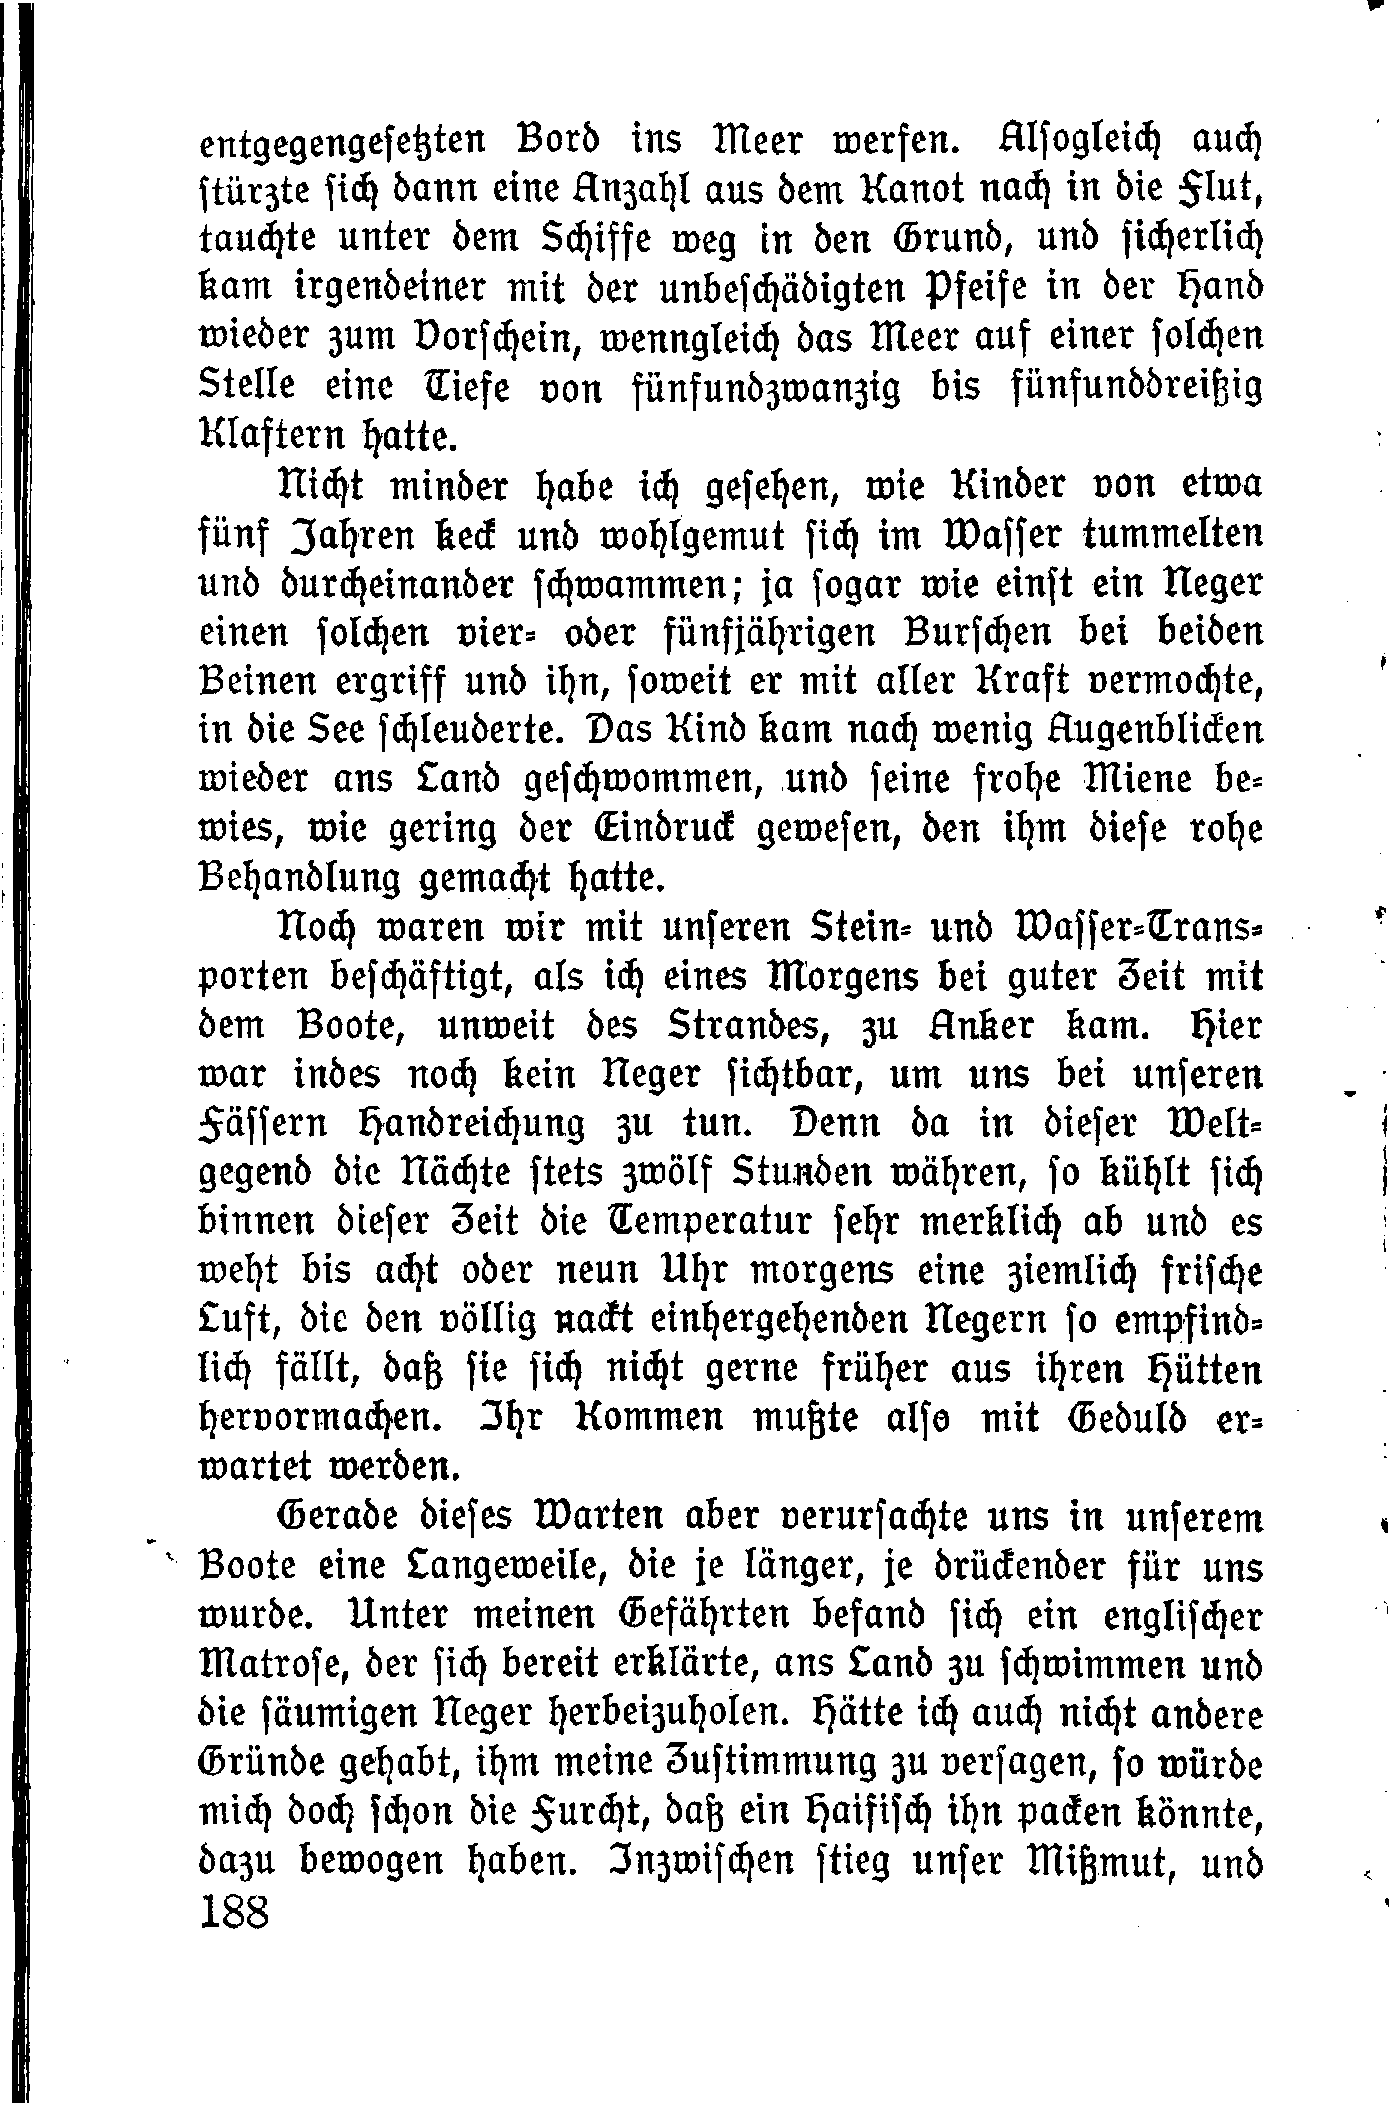 entgegengesetzten Bord ins Meer werfen. Alsogleich auch
stürzte sich dann eine Anzahl aus dem Kanot nach in die Flut,
tauchte unter dem Schiffe weg in den Grund, und sicherlich
kam irgendeiner mit der unbeschädigten Pfeife in der Hand
wieder zum Vorschein, wenngleich das Meer auf einer solchen
Stelle eine Tiefe von fünfundzwanzig bis fünfunddreißig
Klaftern hatte.
Nicht minder habe ich gesehen, wie Kinder von etwa
fünf Jahren keck und wohlgemut sich im Wasser tummelten
und durcheinander schwammen; ja sogar wie einst ein Neger
einen solchen vier- oder fünfjährigen Burschen bei beiden
Beinen ergriff und ihn, soweit er mit aller Kraft vermochte,
in die See schleuderte. Das Kind kam nach wenig Augenblicken
wieder ans Land geschwommen, und seine frohe Miene be-
wies, wie gering der Eindruck gewesen, den ihm diese rohe
Behandlung gemacht hatte.
Noch waren wir mit unseren Stein- und Wasser-Trans-
porten beschäftigt, als ich eines Morgens bei guter Zeit mit
dem Boote, unweit des Strandes, zu Anker kam. Hier
war indes noch kein Neger sichtbar, um uns bei unseren
Fässern Handreichung zu tun. Denn da in dieser Welt-
gegend die Nächte stets zwölf Stunden währen, so kühlt sich
binnen dieser Zeit die Temperatur sehr merklich ab und es
weht bis acht oder neun Uhr morgens eine ziemlich frische
Luft, die den völlig nackt einhergehenden Negern so empfind-
lich fällt, daß sie sich nicht gerne früher aus ihren Hütten
hervormachen. Ihr Kommen mußte also mit Geduld er-
wartet werden.
Gerade dieses Warten aber verursachte uns in unserem
Boote eine Langeweile, die je länger, je drückender für uns
wurde. Unter meinen Gefährten befand sich ein englischer
Matrose, der sich bereit erklärte, ans Land zu schwimmen und
die säumigen Neger herbeizuholen. Hätte ich auch nicht andere
Gründe gehabt, ihm meine Zustimmung zu versagen, so würde
mich doch schon die Furcht, daß ein Haifisch ihn packen könnte,
dazu bewogen haben. Inzwischen stieg unser Mißmut, und
188